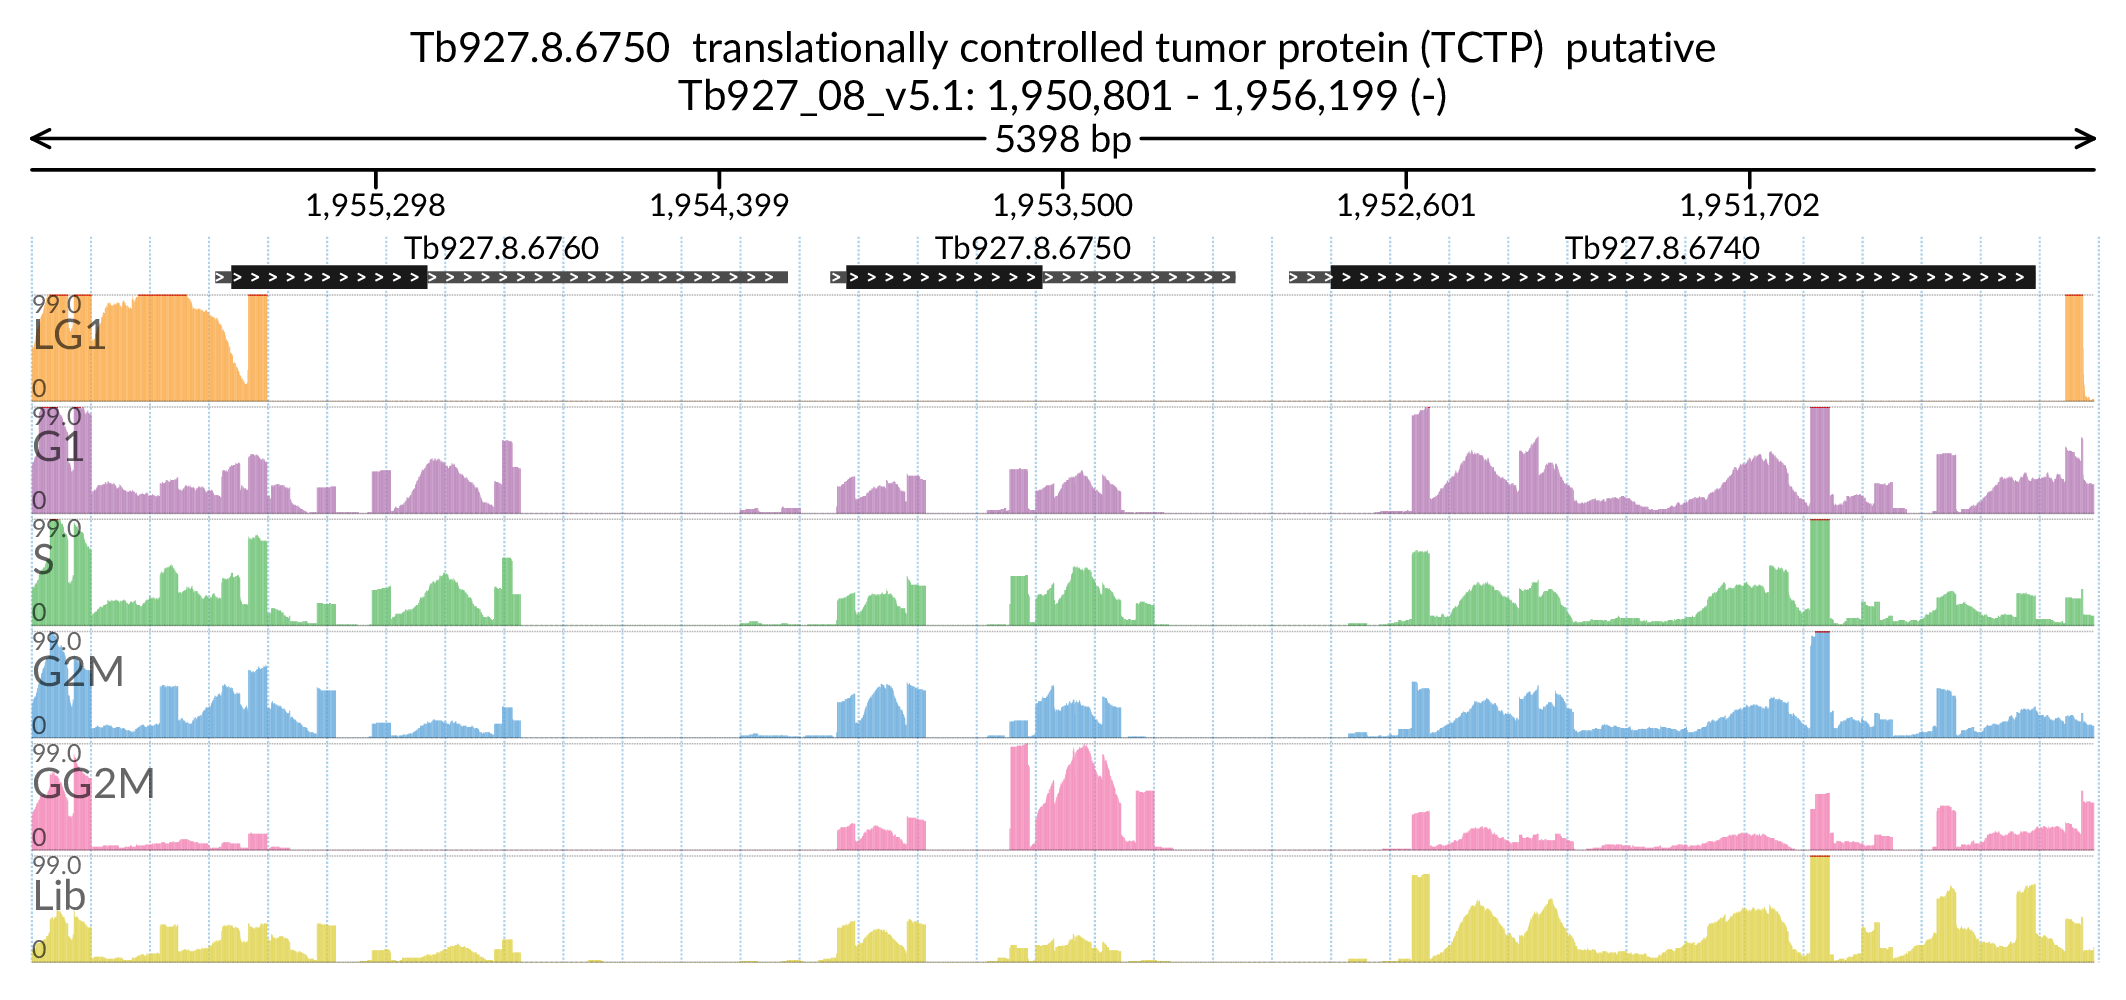 Tb927.8.6750 translationally controlled tumor protein (TCTP) putative
Tb927_08_v5.1: 1,950,801 - 1,956,199 (-)
5398 bp
1,955,298 1,954,399 1,953,500 1,952,601 1,951,702
Tb927.8.6760 Tb927.8.6750 Tb927.8.6740
99.0
LG1
0
99.0
G1
0
99.0
S
0
99.0
G2M
0
99.0
GG2M
0
99.0
Lib
0